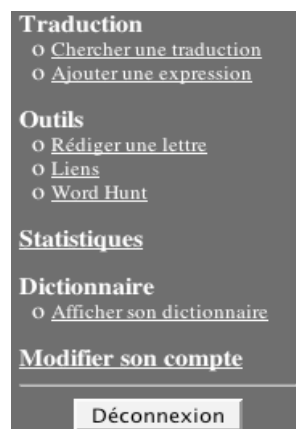 Traduction
o Chercher une traduction
o Ajouter une expression
Outils
o Rédiger une lettre
o Liens
o Word Hunt
Statistiques
Dictionnaire
o Afficher son dictionnaire
Modifier son compte
Déconnexion